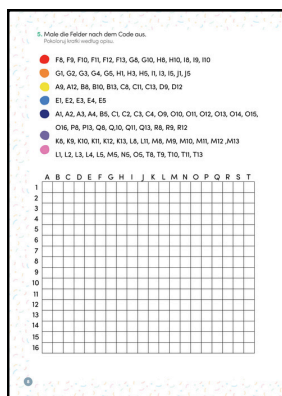 5. Male die Felder nach dem Code aus.
Pokoloruj kratki według opisu.
F8, F9, F10, F11, F12, F13, G8, G10, H8, H10, I8, I9, I10
G1, G2, G3, G4, G5, H1, H3, H5, I1, I3, I5, J1, J5
A9, A12, B8, B10, B13, C8, C11, C13, D9, D12
E1, E2, E3, E4, E5
A1, A2, A3, A4, B5, C1, C2, C3, C4, O9, O10, O11, O12, O13, O14, O15,
O16, P8, P13, Q8, Q,10, Q11, Q13, R8, R9, R12
K8, K9, K10, K11, K12, K13, L8, L11, M8, M9, M10, M11, M12 ,M13
L1, L2, L3, L4, L5, M5, N5, O5, T8, T9, T10, T11, T13
A B C D E F G H I J K L M N O P Q R S T
1
2
3
4
5
6
7
8
9
10
11
12
13
14
15
16
8